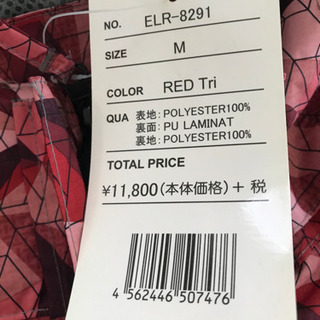 NO. ELR-8291
SIZE M
COLOR RED Tri
QUA 表地:POLYESTER100%
裏面:PU LAMINAT
裏地:POLYESTER100%
TOTAL PRICE
¥11,800(本体価格)+ 税
4 562446 507476